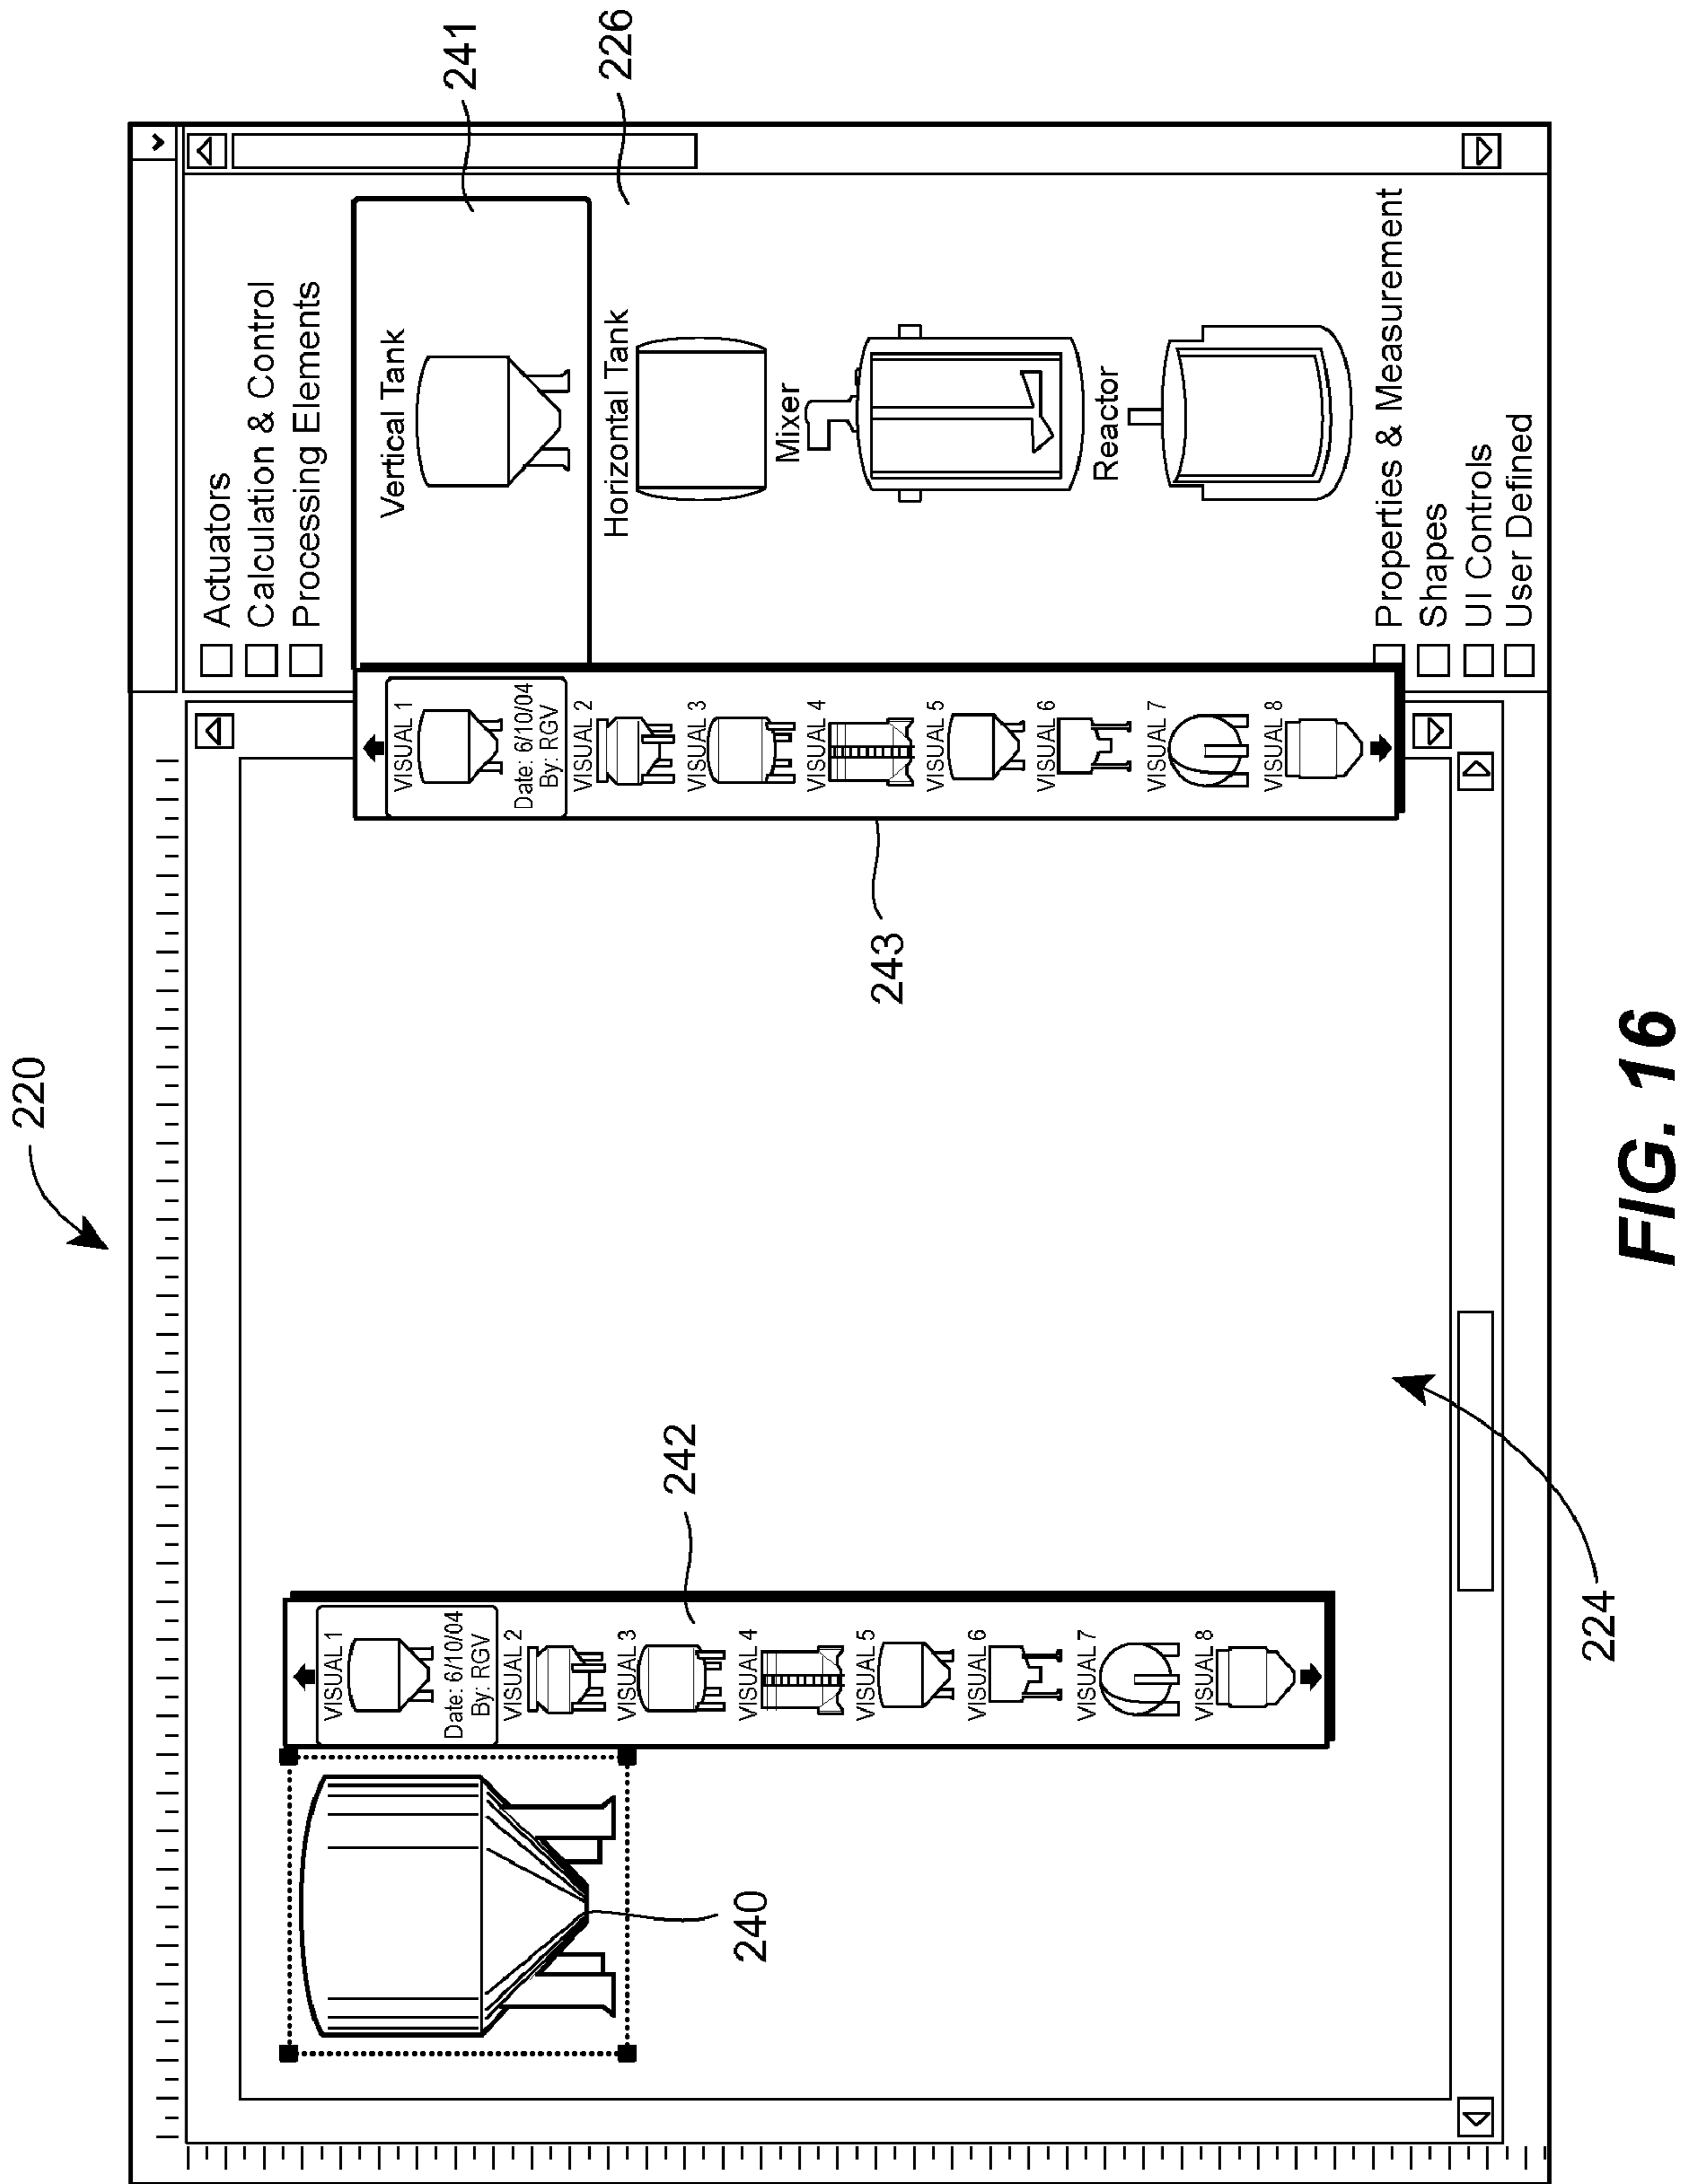 220
Actuators
Calculation & Control
Processing Elements
Vertical Tank
Horizontal Tank
Mixer
Reactor
Properties & Measurement
Shapes
UI Controls
User Defined
241
226
VISUAL 1
Date: 6/10/04
By: RGV
VISUAL 2
VISUAL 3
VISUAL 4
VISUAL 5
VISUAL 6
VISUAL 7
VISUAL 8
243
VISUAL 1
Date: 6/10/04
By: RGV
VISUAL 2
VISUAL 3
VISUAL 4
VISUAL 5
VISUAL 6
VISUAL 7
VISUAL 8
242
240
224
FIG. 16